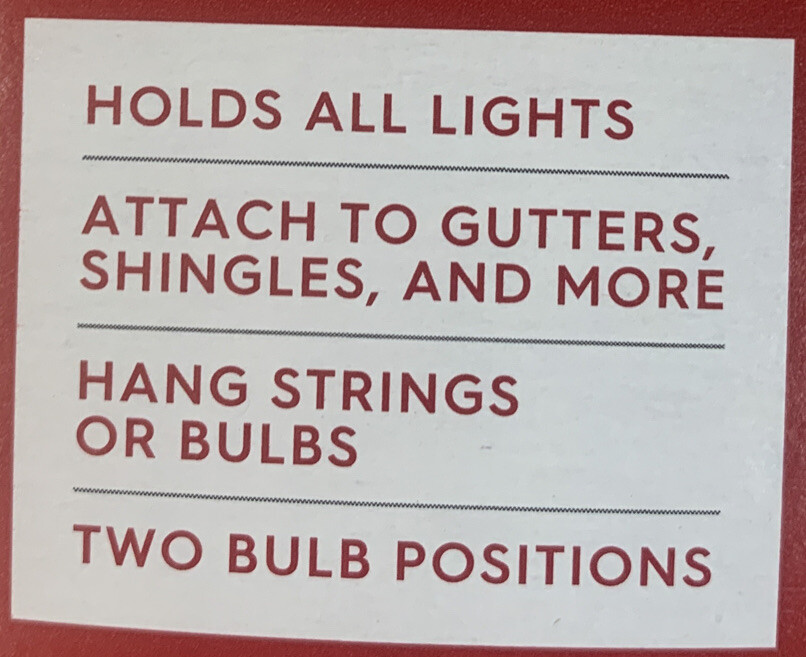 HOLDS ALL LIGHTS
ATTACH TO GUTTERS,
SHINGLES, AND MORE
HANG STRINGS
OR BULBS
TWO BULB POSITIONS